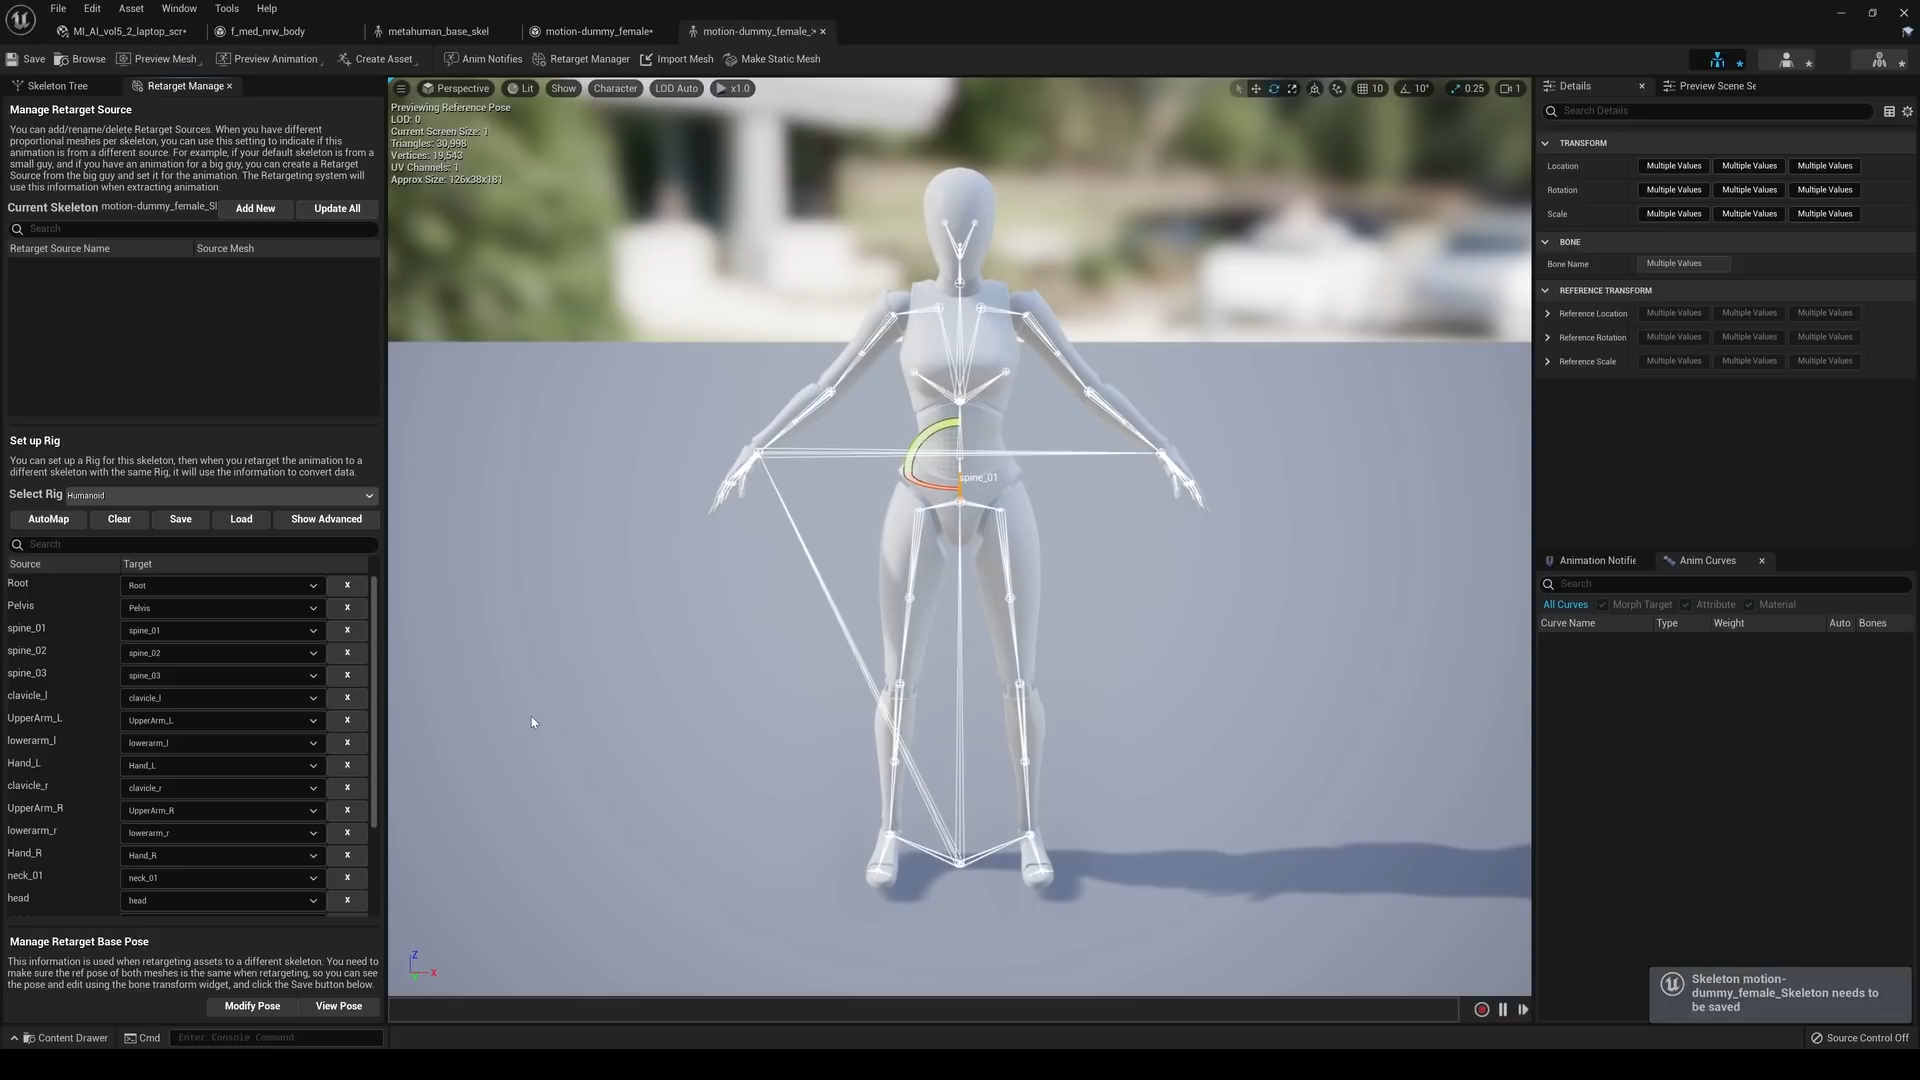 File Edit Asset Window Tools Help
MI_AI_vol5_2_laptop_scr* f_med_nrw_body metahuman_base_skel motion-dummy_female* motion-dummy_female_
Save Browse Preview Mesh Preview Animation Create Asset Anim Notifies Retarget Manager Import Mesh Make Static Mesh
Skeleton Tree Retarget Manage ×
Manage Retarget Source
You can add/rename/delete Retarget Sources. When you have different
proportional meshes per skeleton, you can use this setting to indicate if this
animation is from a different source. For example, if your default skeleton is from a
small guy, and if you have an animation for a big guy, you can create a Retarget
Source from the big guy and set it for the animation. The Retargeting system will
use this information when extracting animation.
Current Skeleton motion-dummy_female_Sl Add New Update All
Search
Retarget Source Name Source Mesh
Set up Rig
You can set up a Rig for this skeleton, then when you retarget the animation to a
different skeleton with the same Rig, it will use the information to convert data.
Select Rig Humanoid
AutoMap Clear Save Load Show Advanced
Search
Source Target
Root Root x
Pelvis Pelvis x
spine_01 spine_01 x
spine_02 spine_02 x
spine_03 spine_03 x
clavicle_l clavicle_l x
UpperArm_L UpperArm_L x
lowerarm_l lowerarm_l x
Hand_L Hand_L x
clavicle_r clavicle_r x
UpperArm_R UpperArm_R x
lowerarm_r lowerarm_r x
Hand_R Hand_R x
neck_01 neck_01 x
head head x
Manage Retarget Base Pose
This information is used when retargeting assets to a different skeleton. You need to
make sure the ref pose of both meshes is the same when retargeting, so you can see
the pose and edit using the bone transform widget, and click the Save button below.
Modify Pose View Pose
Perspective Lit Show Character LOD Auto x1.0 10 10° 0.25 1
Previewing Reference Pose
LOD: 0
Current Screen Size: 1
Triangles: 30,998
Vertices: 19,543
UV Channels: 1
Approx Size: 126x38x181
spine_01
Z
X
Details × Preview Scene Se
Search Details
TRANSFORM
Location Multiple Values Multiple Values Multiple Values
Rotation Multiple Values Multiple Values Multiple Values
Scale Multiple Values Multiple Values Multiple Values
BONE
Bone Name Multiple Values
REFERENCE TRANSFORM
Reference Location Multiple Values Multiple Values Multiple Values
Reference Rotation Multiple Values Multiple Values Multiple Values
Reference Scale Multiple Values Multiple Values Multiple Values
Animation Notifie Anim Curves ×
Search
All Curves Morph Target Attribute Material
Curve Name Type Weight Auto Bones
Skeleton motion-
dummy_female_Skeleton needs to
be saved
Content Drawer Cmd Enter Console Command Source Control Off